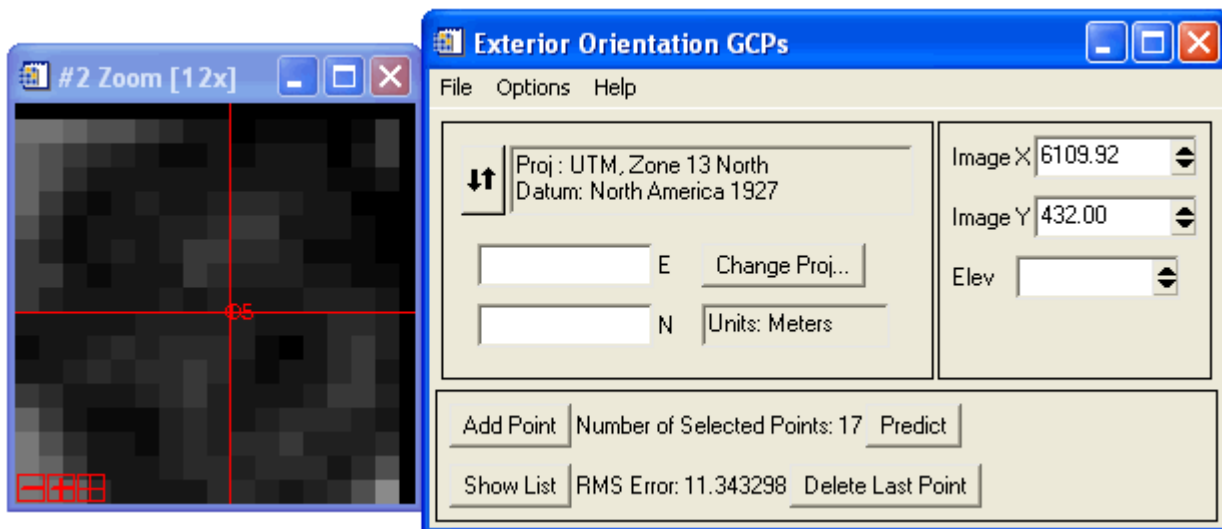 #2 Zoom [12x]
5
Exterior Orientation GCPs
File Options Help
Proj : UTM, Zone 13 North
Datum: North America 1927
E
Change Proj...
N
Units: Meters
Image X 6109.92
Image Y 432.00
Elev
Add Point Number of Selected Points: 17 Predict
Show List RMS Error: 11.343298 Delete Last Point